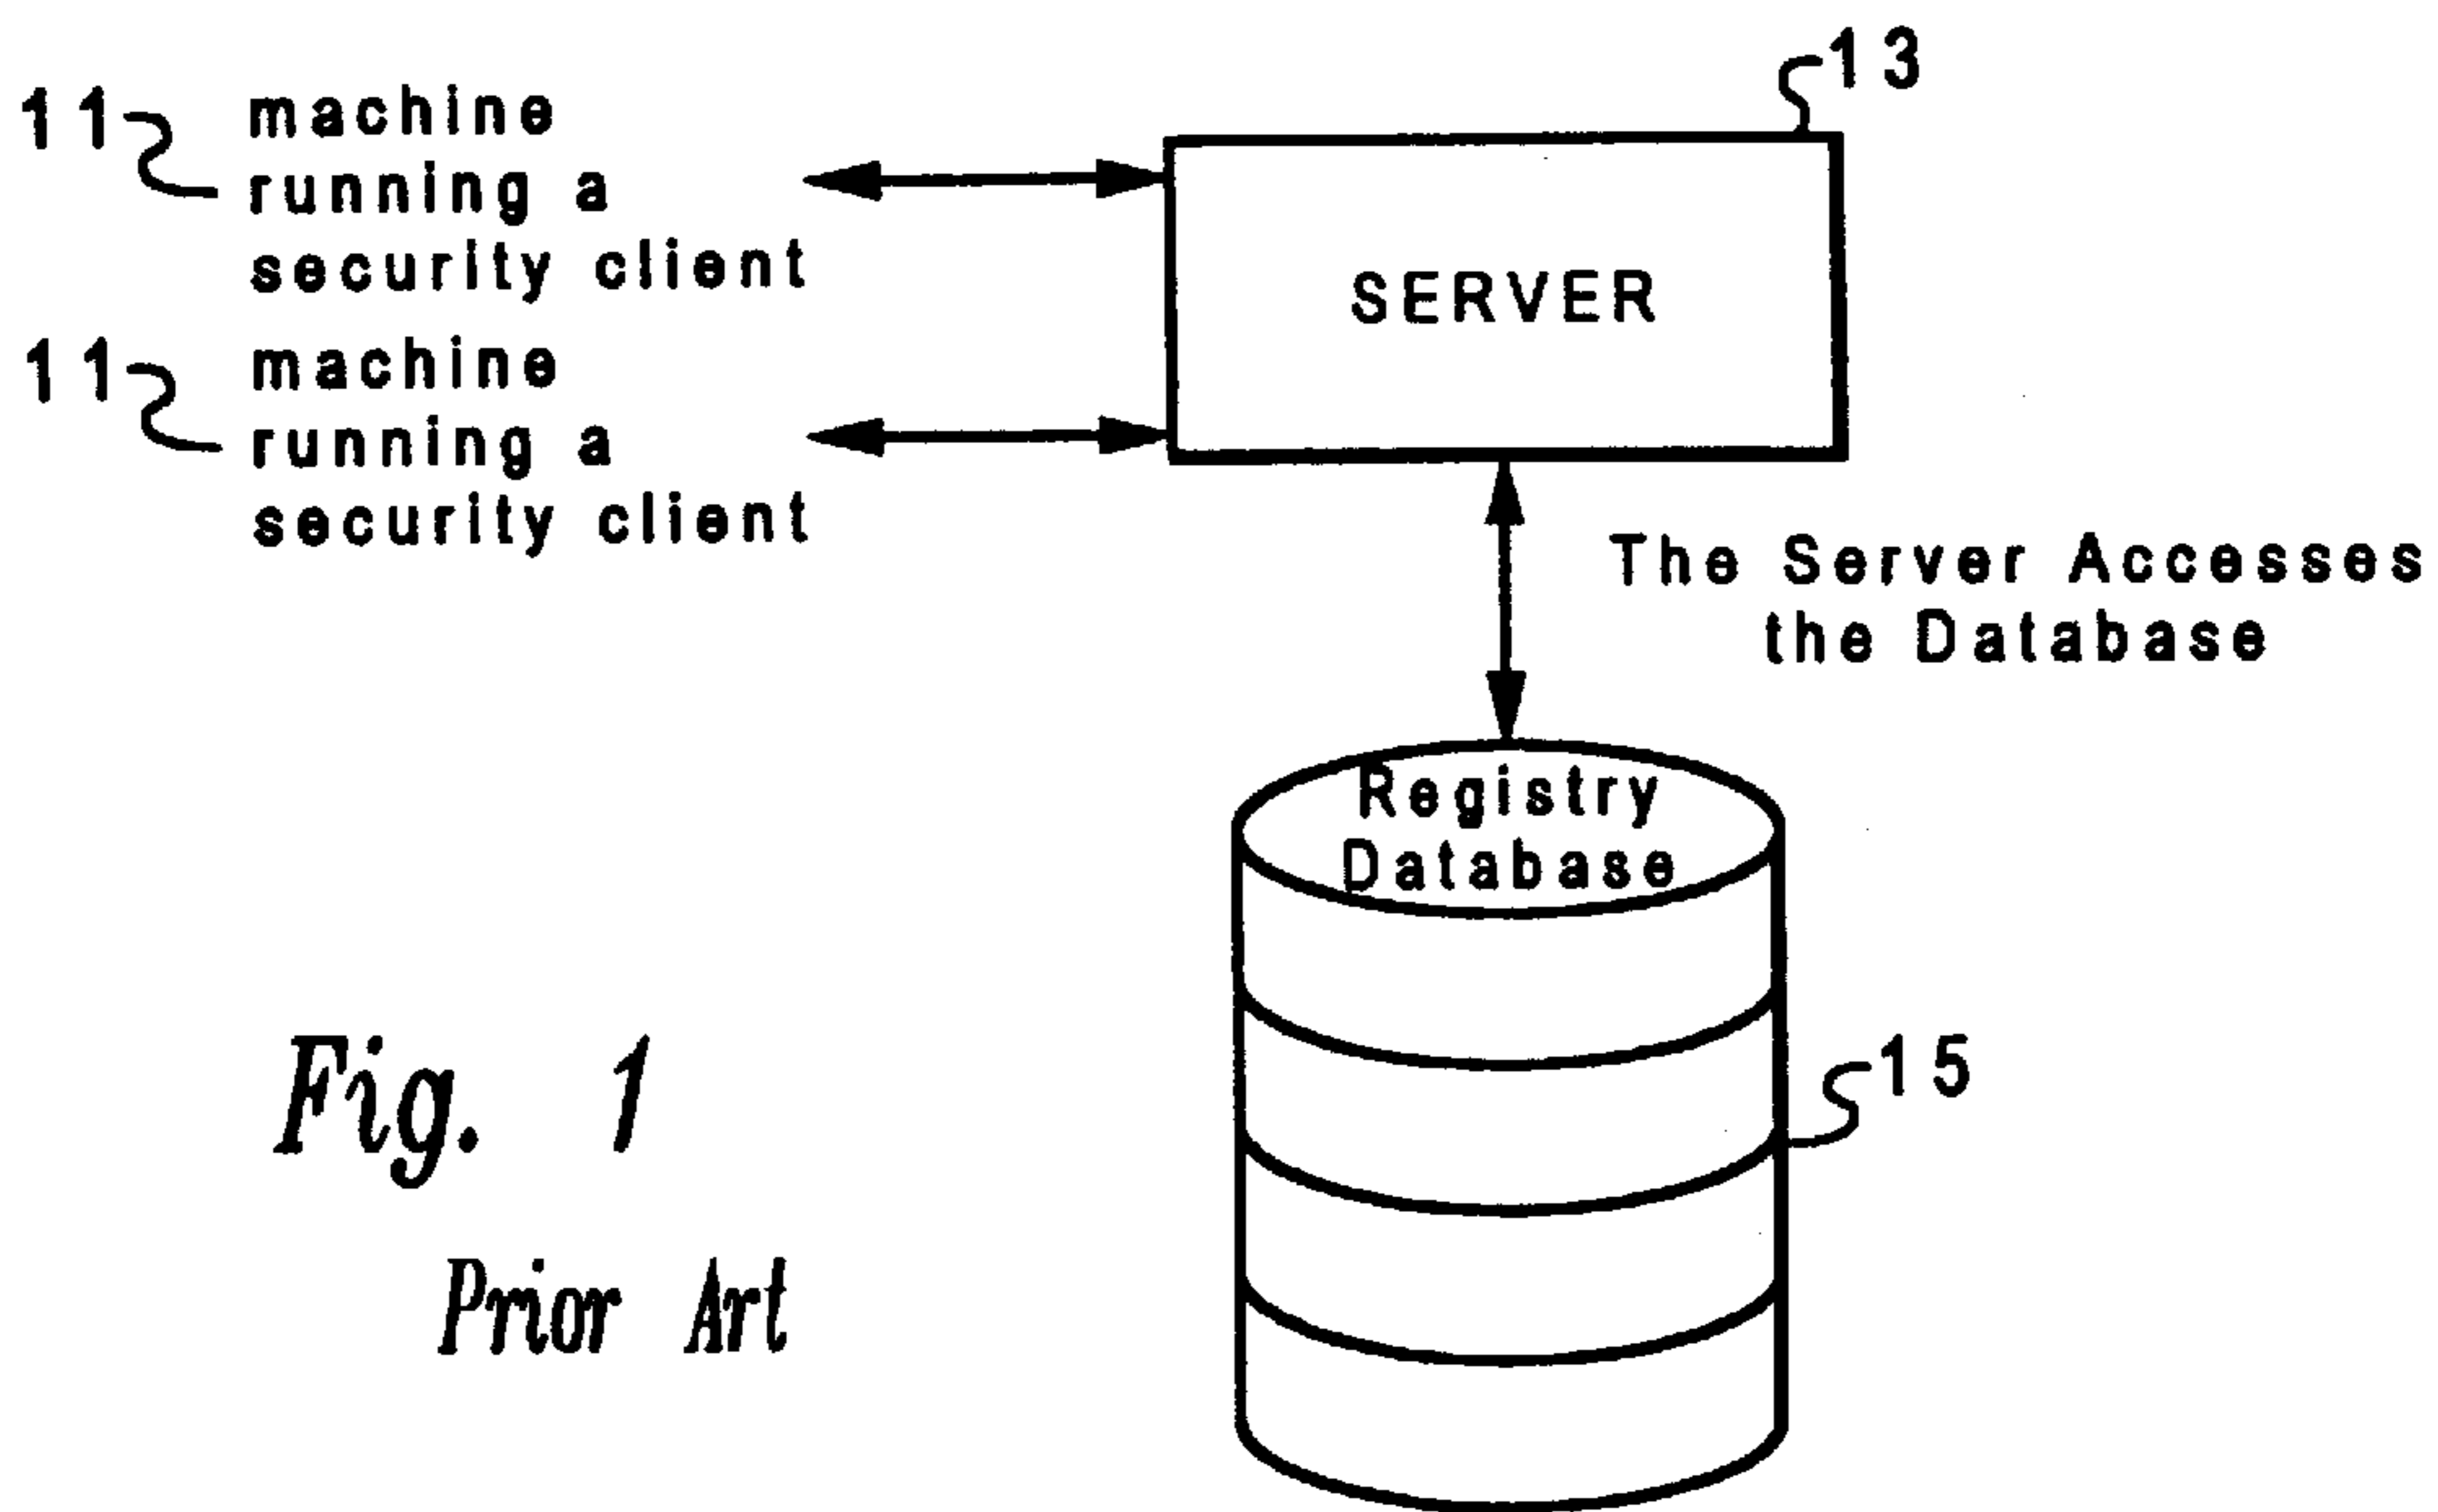 11
machine
running a
security client
11
machine
running a
security client
13
SERVER
The Server Accesses
the Database
Registry
Database
15
Fig. 1
Prior Art